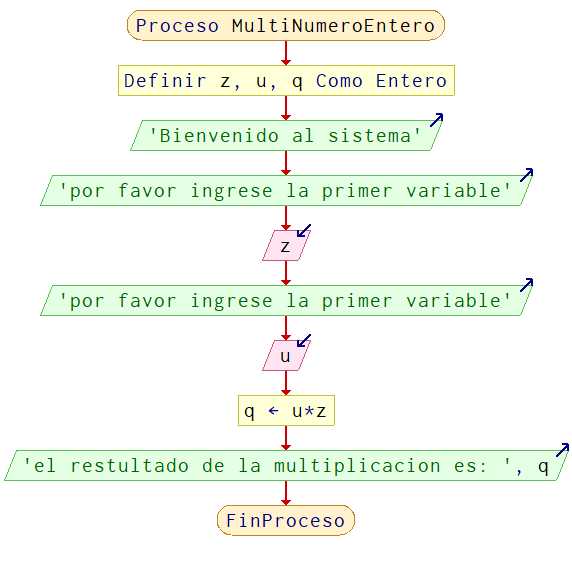 Proceso MultiNumeroEntero
Definir z, u, q Como Entero
'Bienvenido al sistema'
'por favor ingrese la primer variable'
z
'por favor ingrese la primer variable'
u
q ← u*z
'el restultado de la multiplicacion es: ', q
FinProceso